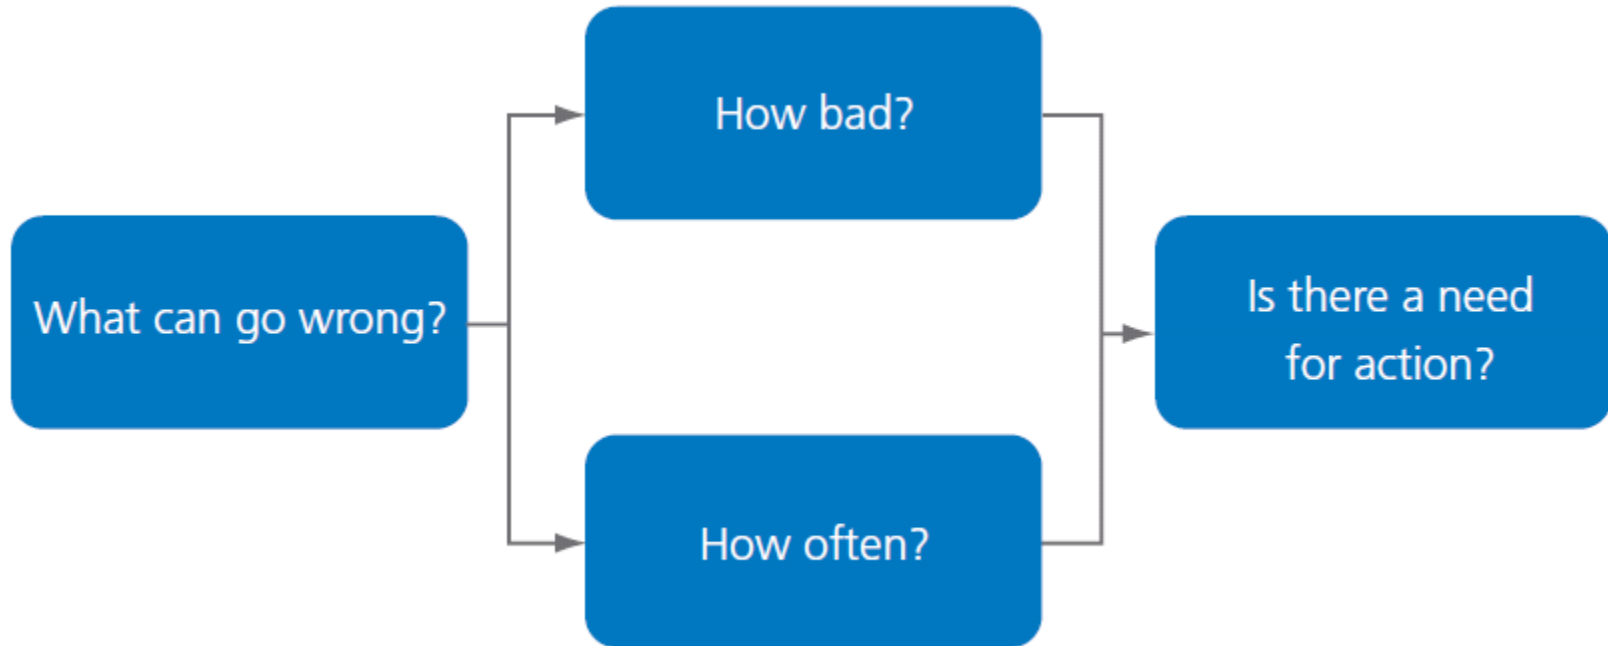 How bad?
What can go wrong?
Is there a need
for action?
How often?